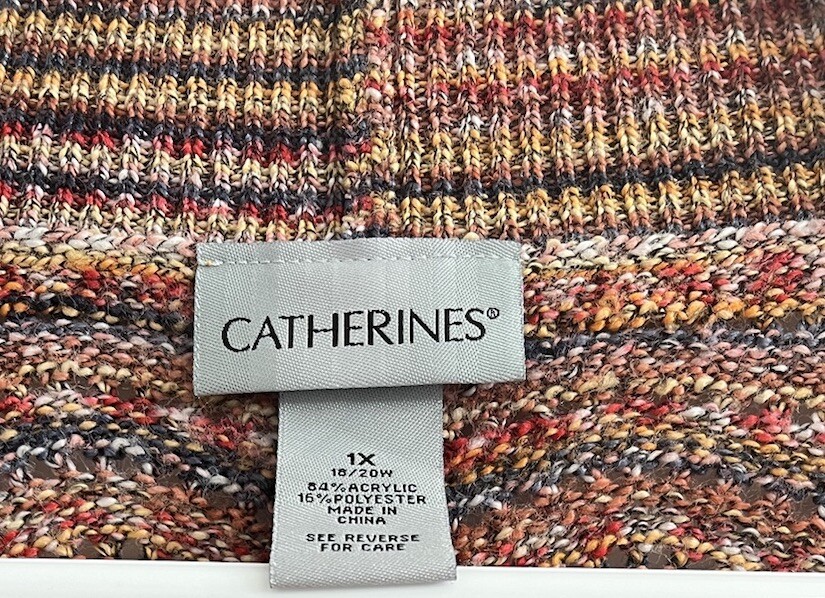 CATHERINES®
1X
18/20W
84%ACRYLIC
16%POLYESTER
MADE IN
CHINA
SEE REVERSE
FOR CARE